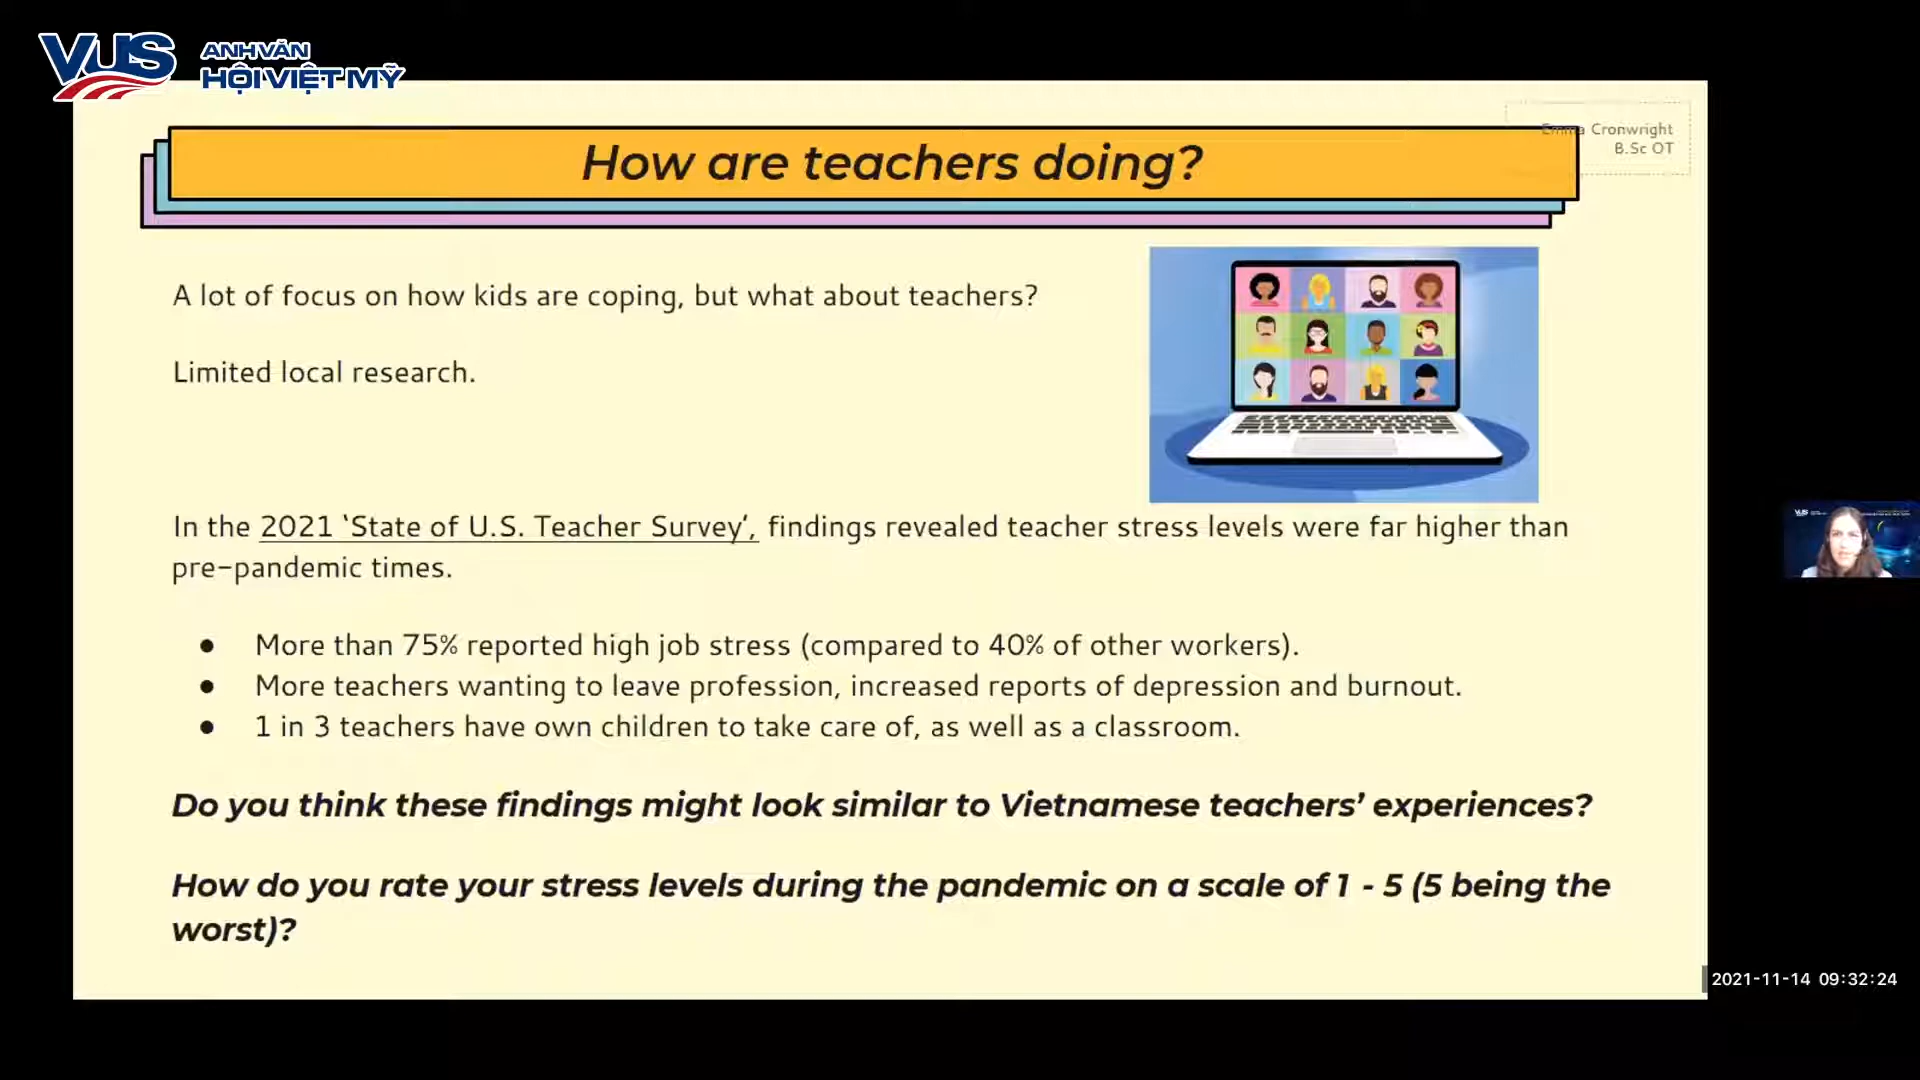 VUS
ANH VĂN
HỘI VIỆT MỸ
Emma Cronwright
B.Sc OT
How are teachers doing?
A lot of focus on how kids are coping, but what about teachers?
Limited local research.
In the 2021 ‘State of U.S. Teacher Survey’, findings revealed teacher stress levels were far higher than
pre-pandemic times.
● More than 75% reported high job stress (compared to 40% of other workers).
● More teachers wanting to leave profession, increased reports of depression and burnout.
● 1 in 3 teachers have own children to take care of, as well as a classroom.
Do you think these findings might look similar to Vietnamese teachers’ experiences?
How do you rate your stress levels during the pandemic on a scale of 1 - 5 (5 being the
worst)?
VUS
2021-11-14 09:32:24